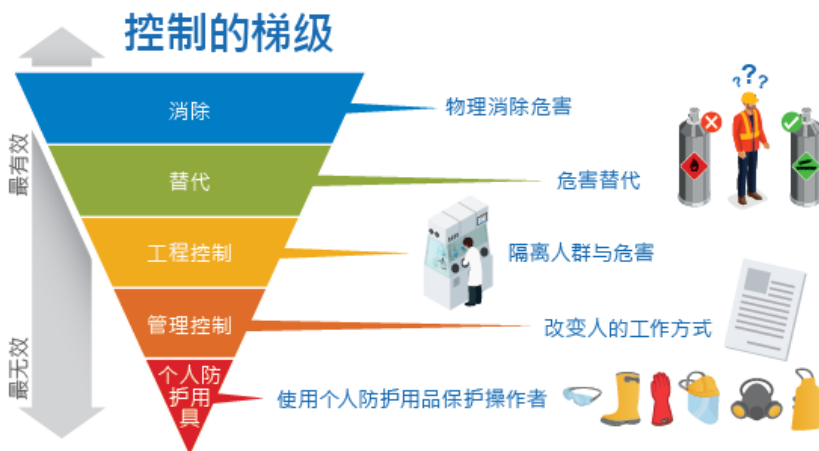 控制的梯级
消除
物理消除危害
???
最有效
替代
危害替代
工程控制
隔离人群与危害
管理控制
改变人的工作方式
最无效
个人防
护用
具
使用个人防护用品保护操作者